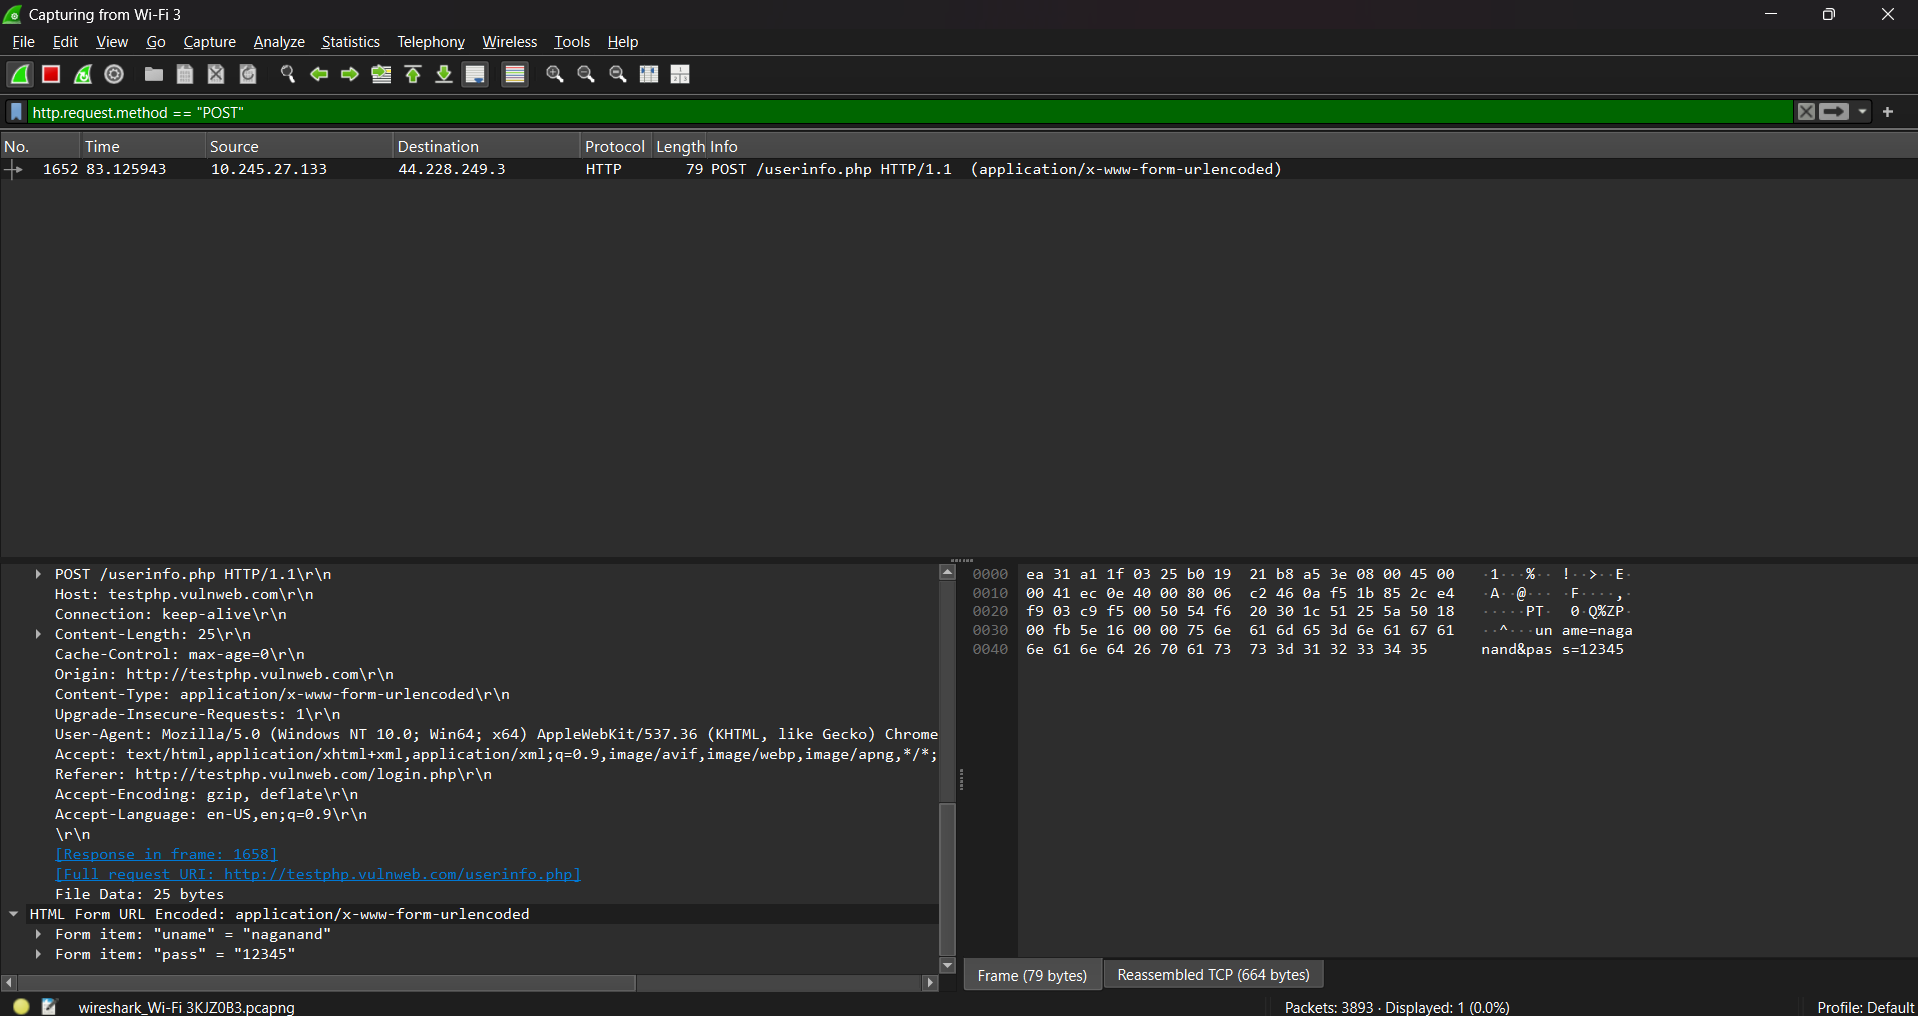 Capturing from Wi-Fi 3
File Edit View Go Capture Analyze Statistics Telephony Wireless Tools Help
http.request.method == "POST"
No. Time Source Destination Protocol Length Info
1652 83.125943 10.245.27.133 44.228.249.3 HTTP 79 POST /userinfo.php HTTP/1.1  (application/x-www-form-urlencoded)
POST /userinfo.php HTTP/1.1\r\n
Host: testphp.vulnweb.com\r\n
Connection: keep-alive\r\n
Content-Length: 25\r\n
Cache-Control: max-age=0\r\n
Origin: http://testphp.vulnweb.com\r\n
Content-Type: application/x-www-form-urlencoded\r\n
Upgrade-Insecure-Requests: 1\r\n
User-Agent: Mozilla/5.0 (Windows NT 10.0; Win64; x64) AppleWebKit/537.36 (KHTML, like Gecko) Chrome
Accept: text/html,application/xhtml+xml,application/xml;q=0.9,image/avif,image/webp,image/apng,*/*;
Referer: http://testphp.vulnweb.com/login.php\r\n
Accept-Encoding: gzip, deflate\r\n
Accept-Language: en-US,en;q=0.9\r\n
\r\n
[Response in frame: 1658]
[Full request URI: http://testphp.vulnweb.com/userinfo.php]
File Data: 25 bytes
HTML Form URL Encoded: application/x-www-form-urlencoded
Form item: "uname" = "naganand"
Form item: "pass" = "12345"
0000 ea 31 a1 1f 03 25 b0 19 21 b8 a5 3e 08 00 45 00 ·1···%·· !··>··E·
0010 00 41 ec 0e 40 00 80 06 c2 46 0a f5 1b 85 2c e4 ·A··@··· ·F····,·
0020 f9 03 c9 f5 00 50 54 f6 20 30 1c 51 25 5a 50 18 ·····PT· 0·Q%ZP·
0030 00 fb 5e 16 00 00 75 6e 61 6d 65 3d 6e 61 67 61 ··^···un ame=naga
0040 6e 61 6e 64 26 70 61 73 73 3d 31 32 33 34 35 nand&pas s=12345
Frame (79 bytes) Reassembled TCP (664 bytes)
wireshark_Wi-Fi 3KJZ0B3.pcapng Packets: 3893 · Displayed: 1 (0.0%) Profile: Default